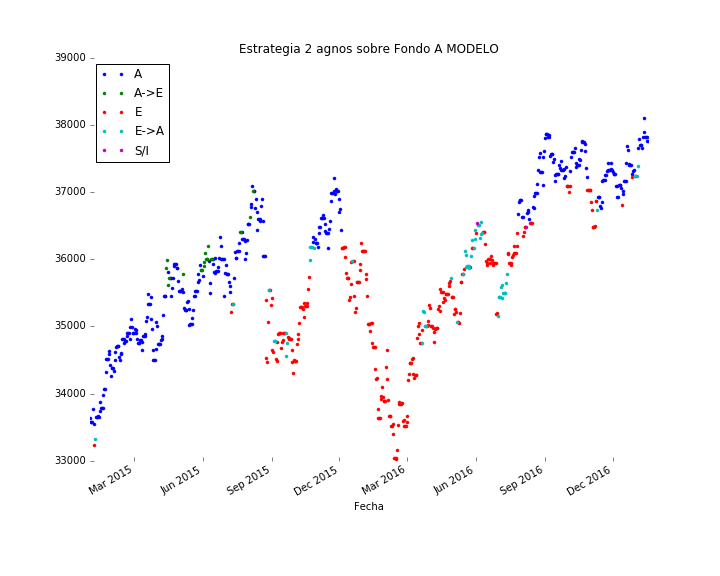 Estrategia 2 agnos sobre Fondo A MODELO
39000
38000
37000
36000
35000
34000
33000
A
A->E
E
E->A
S/I
Mar 2015
Jun 2015
Sep 2015
Dec 2015
Mar 2016
Jun 2016
Sep 2016
Dec 2016
Fecha